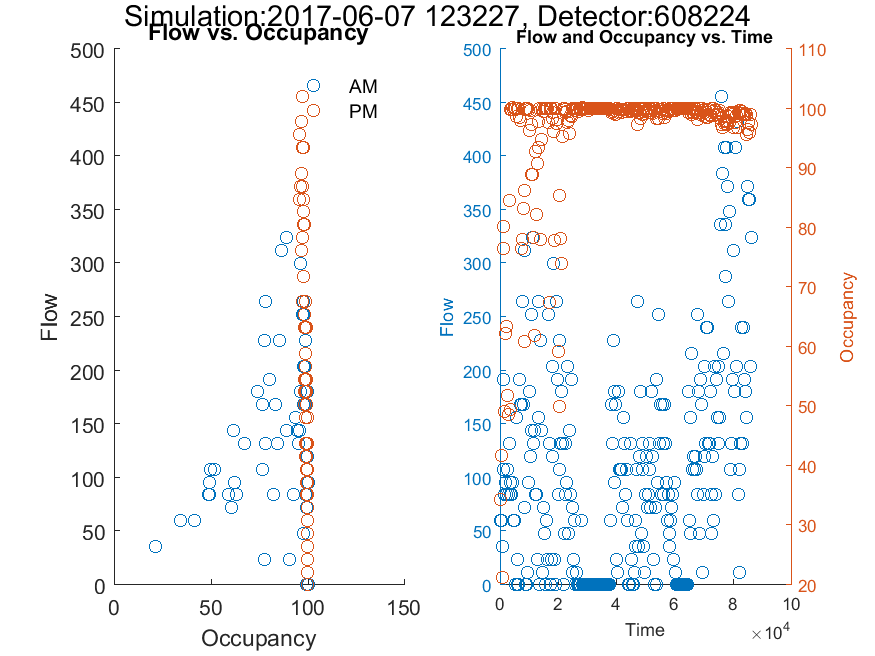 Simulation:2017-06-07 123227, Detector:608224
Flow vs. Occupancy
500
450
400
350
300
250
200
150
100
50
0
0 50 100 150
Flow
Occupancy
AM
PM
Flow and Occupancy vs. Time
500
450
400
350
300
250
200
150
100
50
0
Flow
110
100
90
80
70
60
50
40
30
20
Occupancy
0 2 4 6 8 10
Time
×10⁴